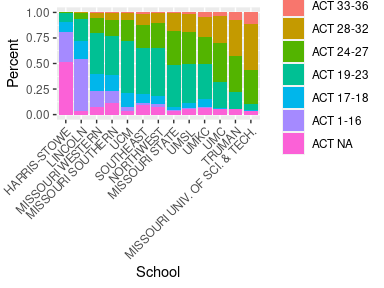 Percent
1.00
0.75
0.50
0.25
0.00
HARRIS-STOWE
LINCOLN
MISSOURI WESTERN
MISSOURI SOUTHERN
UCM
SOUTHEAST
NORTHWEST
MISSOURI STATE
UMSL
UMKC
UMC
TRUMAN
MISSOURI UNIV. OF SCI. & TECH.
School
ACT 33-36
ACT 28-32
ACT 24-27
ACT 19-23
ACT 17-18
ACT 1-16
ACT NA